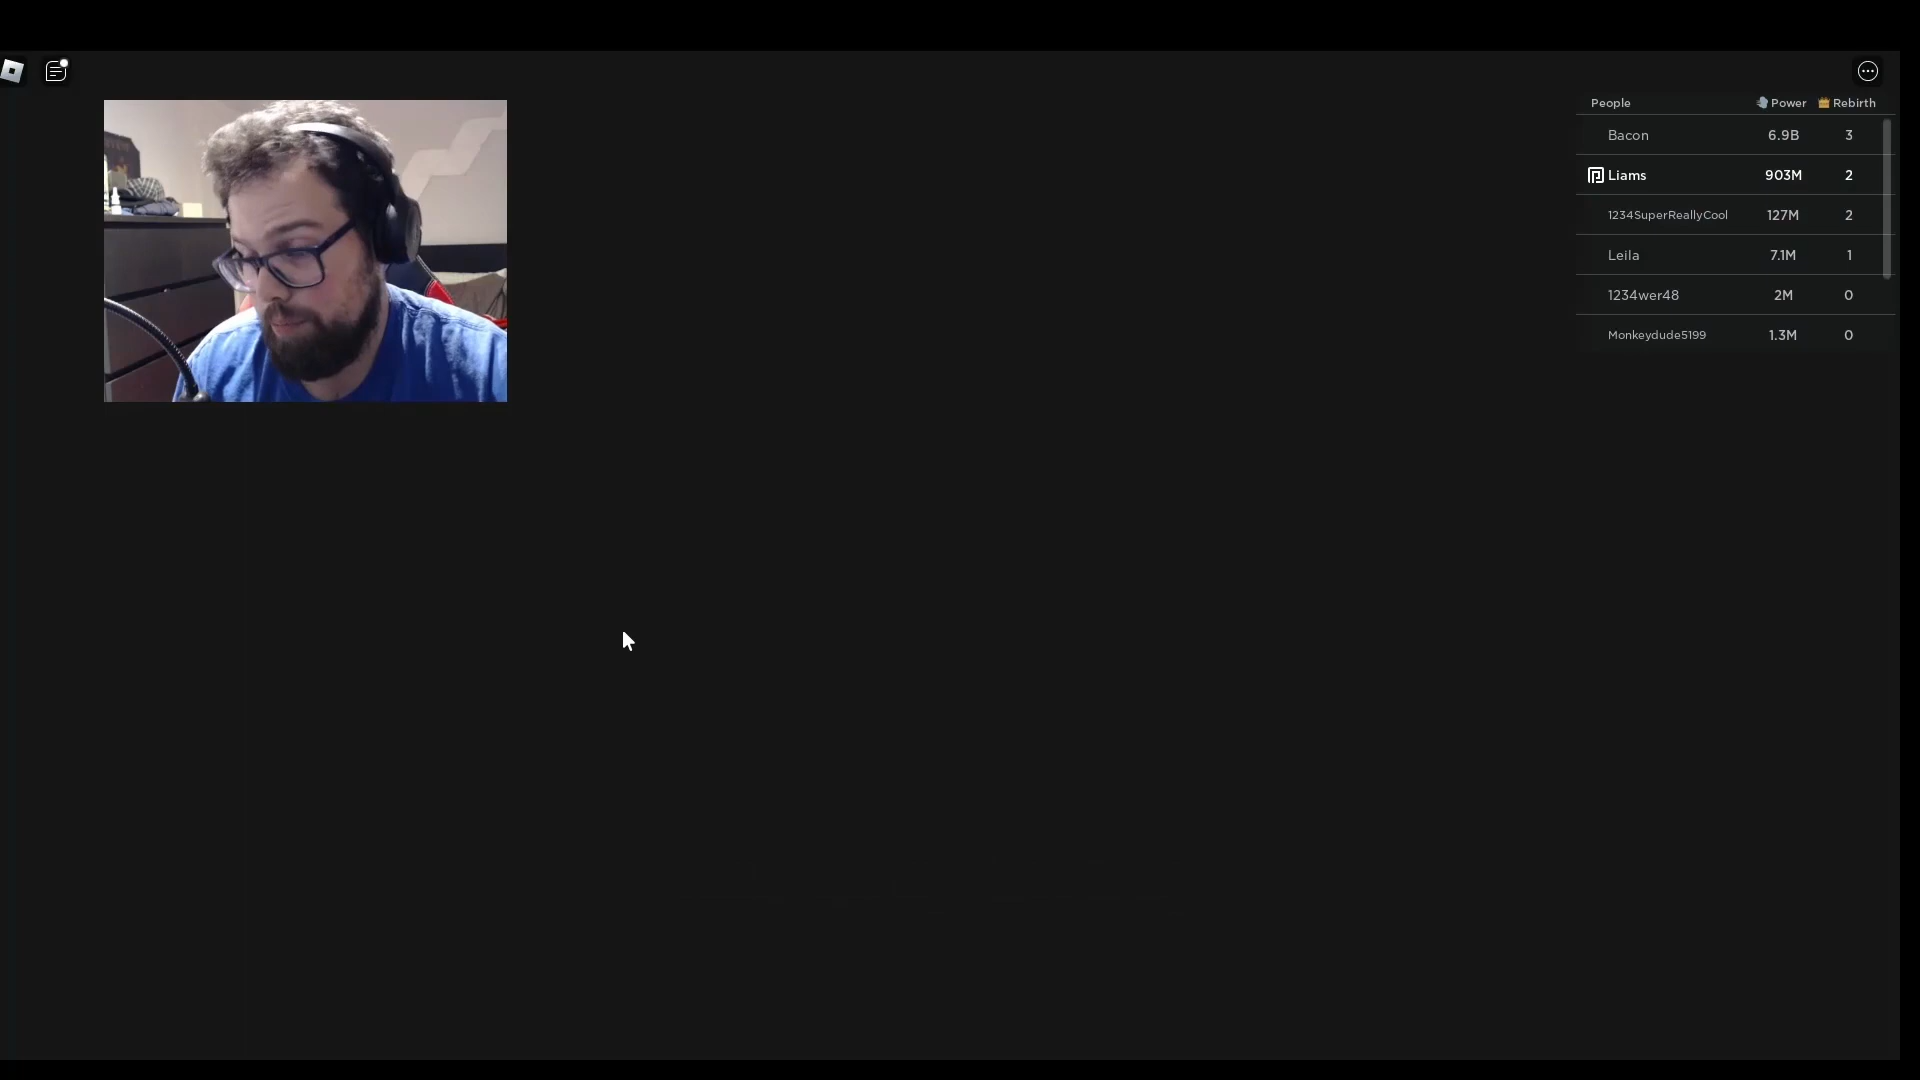 People Power Rebirth
Bacon 6.9B 3
Liams 903M 2
1234SuperReallyCool 127M 2
Leila 7.1M 1
1234wer48 2M 0
Monkeydude5199 1.3M 0